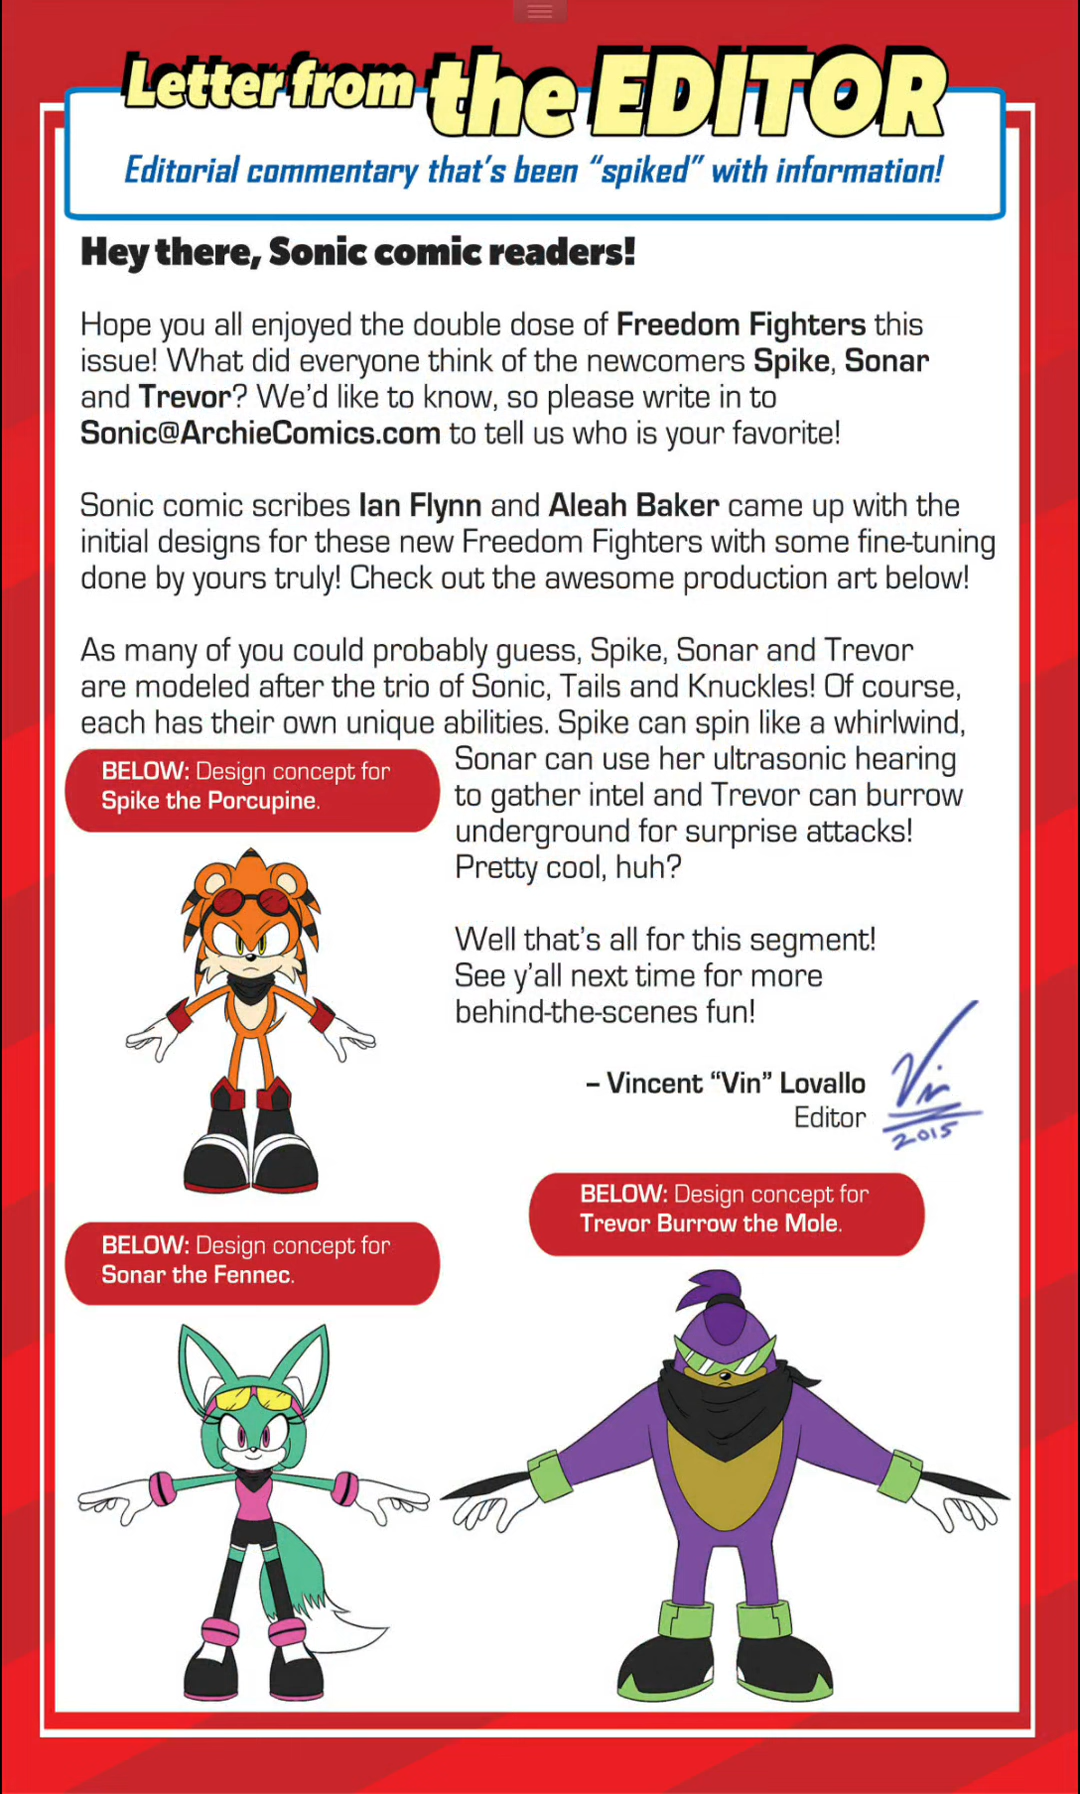 Letter from the EDITOR
Editorial commentary that's been “spiked” with information!
Hey there, Sonic comic readers!
Hope you all enjoyed the double dose of Freedom Fighters this
issue! What did everyone think of the newcomers Spike, Sonar
and Trevor? We'd like to know, so please write in to
Sonic@ArchieComics.com to tell us who is your favorite!
Sonic comic scribes Ian Flynn and Aleah Baker came up with the
initial designs for these new Freedom Fighters with some fine-tuning
done by yours truly! Check out the awesome production art below!
As many of you could probably guess, Spike, Sonar and Trevor
are modeled after the trio of Sonic, Tails and Knuckles! Of course,
each has their own unique abilities. Spike can spin like a whirlwind,
Sonar can use her ultrasonic hearing
to gather intel and Trevor can burrow
underground for surprise attacks!
Pretty cool, huh?
Well that's all for this segment!
See y'all next time for more
behind-the-scenes fun!
– Vincent “Vin” Lovallo
Editor
Vin
2015
BELOW: Design concept for
Spike the Porcupine.
BELOW: Design concept for
Trevor Burrow the Mole.
BELOW: Design concept for
Sonar the Fennec.